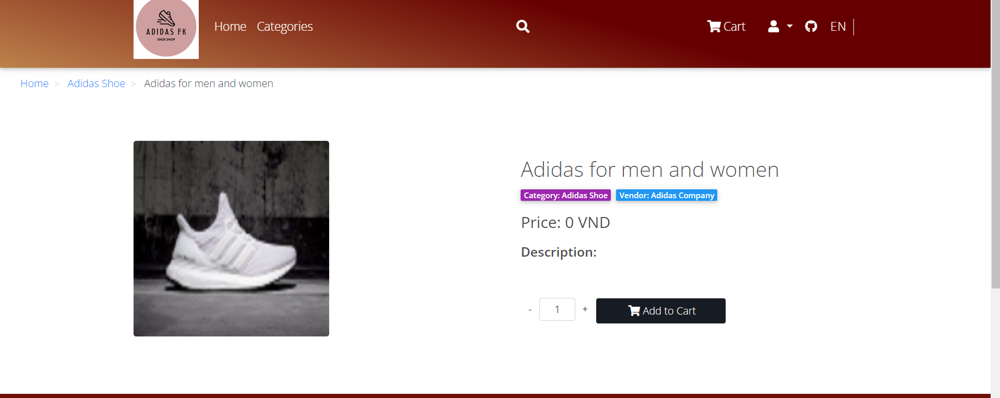 ADIDAS FK
SHOE SHOP
Home Categories
Cart
EN
Home > Adidas Shoe > Adidas for men and women
Adidas for men and women
Category: Adidas Shoe Vendor: Adidas Company
Price: 0 VND
Description:
- 1 + Add to Cart